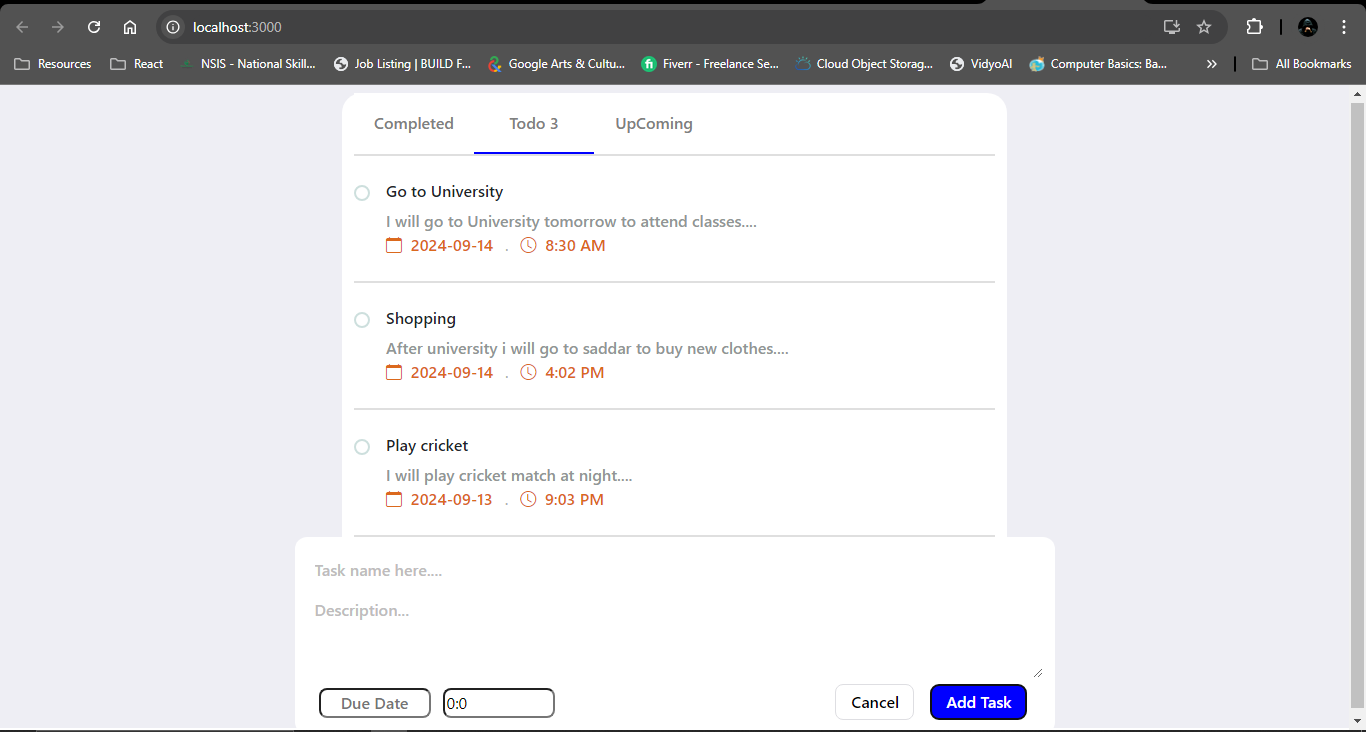 localhost:3000
Resources React NSIS - National Skill... Job Listing | BUILD F... Google Arts & Cultu... Fiverr - Freelance Se... Cloud Object Storag... VidyoAI Computer Basics: Ba... » All Bookmarks
Completed Todo 3 UpComing
Go to University
I will go to University tomorrow to attend classes....
2024-09-14 . 8:30 AM
Shopping
After university i will go to saddar to buy new clothes....
2024-09-14 . 4:02 PM
Play cricket
I will play cricket match at night....
2024-09-13 . 9:03 PM
Task name here....
Description...
Due Date 0:0 Cancel Add Task